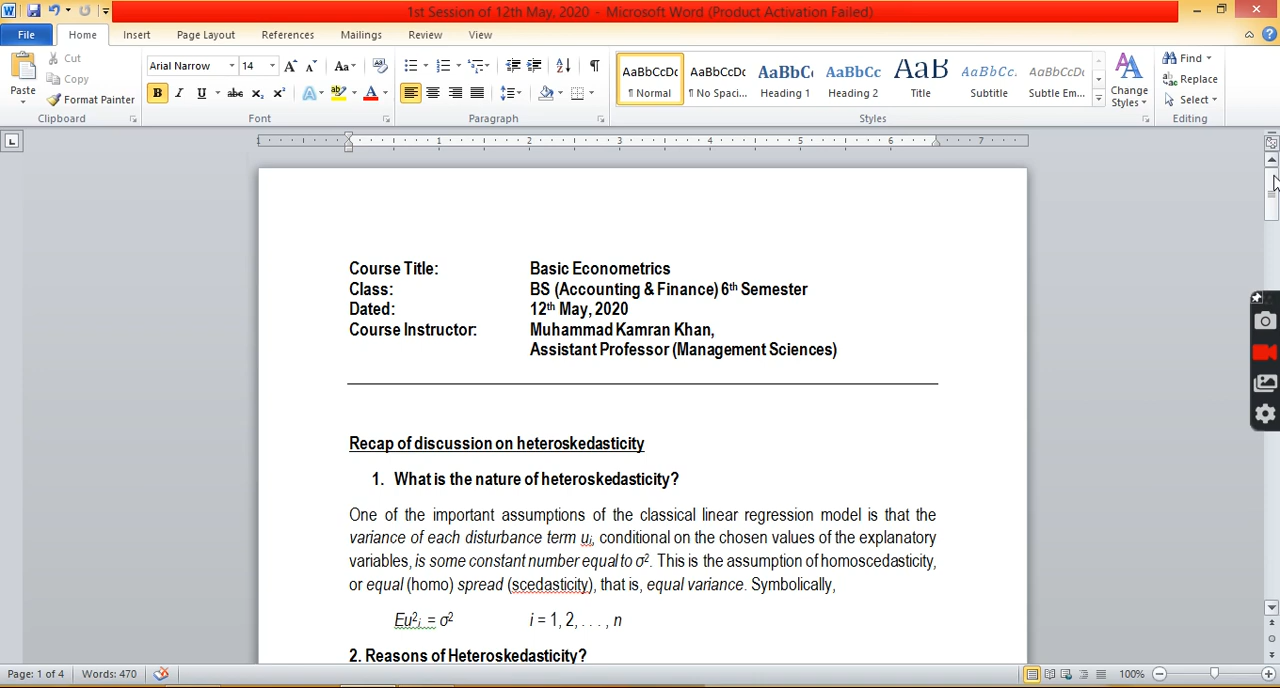 1st Session of 12th May, 2020 - Microsoft Word (Product Activation Failed)
File Home Insert Page Layout References Mailings Review View
Paste
Cut
Copy
Format Painter
Clipboard
Arial Narrow 14
Font
Paragraph
AaBbCcDc AaBbCcDc AaBbC AaBbCc AaB AaBbCc. AaBbCcDc
¶ Normal ¶ No Spaci... Heading 1 Heading 2 Title Subtitle Subtle Em...
Change Styles
Styles
Find
Replace
Select
Editing
Course Title: Basic Econometrics
Class: BS (Accounting & Finance) 6th Semester
Dated: 12th May, 2020
Course Instructor: Muhammad Kamran Khan,
Assistant Professor (Management Sciences)
Recap of discussion on heteroskedasticity
1. What is the nature of heteroskedasticity?
One of the important assumptions of the classical linear regression model is that the
variance of each disturbance term ui, conditional on the chosen values of the explanatory
variables, is some constant number equal to σ². This is the assumption of homoscedasticity,
or equal (homo) spread (scedasticity), that is, equal variance. Symbolically,
Eu²i = σ² i = 1, 2, . . . , n
2. Reasons of Heteroskedasticity?
Page: 1 of 4 Words: 470 100%